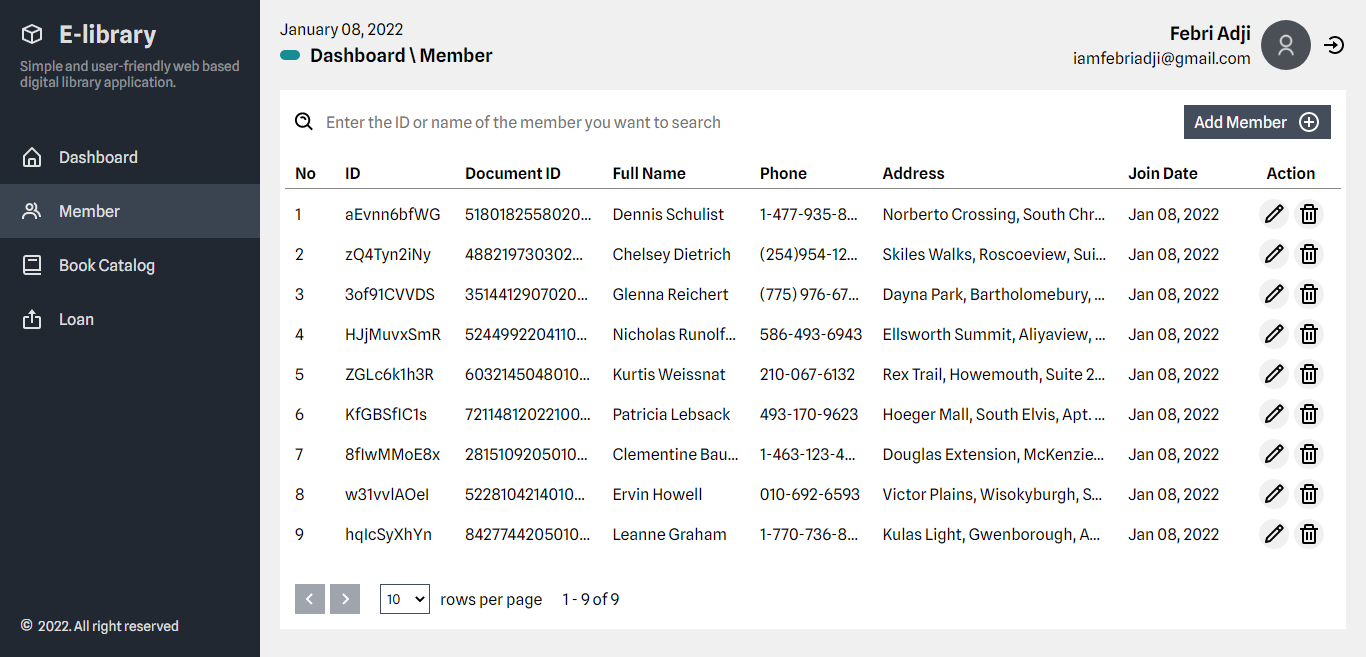 E-library
Simple and user-friendly web based
digital library application.
Dashboard
Member
Book Catalog
Loan
© 2022. All right reserved
January 08, 2022
Dashboard \ Member
Febri Adji
iamfebriadji@gmail.com
Enter the ID or name of the member you want to search
Add Member
No ID Document ID Full Name Phone Address Join Date Action
1 aEvnn6bfWG 5180182558020... Dennis Schulist 1-477-935-8... Norberto Crossing, South Chr... Jan 08, 2022
2 zQ4Tyn2iNy 488219730302... Chelsey Dietrich (254)954-12... Skiles Walks, Roscoeview, Sui... Jan 08, 2022
3 3of91CVVDS 3514412907020... Glenna Reichert (775) 976-67... Dayna Park, Bartholomebury, ... Jan 08, 2022
4 HJjMuvxSmR 5244992204110... Nicholas Runolf... 586-493-6943 Ellsworth Summit, Aliyaview, ... Jan 08, 2022
5 ZGLc6k1h3R 6032145048010... Kurtis Weissnat 210-067-6132 Rex Trail, Howemouth, Suite 2... Jan 08, 2022
6 KfGBSfIC1s 72114812022100... Patricia Lebsack 493-170-9623 Hoeger Mall, South Elvis, Apt. ... Jan 08, 2022
7 8fIwMMoE8x 2815109205010... Clementine Bau... 1-463-123-4... Douglas Extension, McKenzie... Jan 08, 2022
8 w31vvlAOeI 5228104214010... Ervin Howell 010-692-6593 Victor Plains, Wisokyburgh, S... Jan 08, 2022
9 hqIcSyXhYn 8427744205010... Leanne Graham 1-770-736-8... Kulas Light, Gwenborough, A... Jan 08, 2022
10 rows per page 1 - 9 of 9